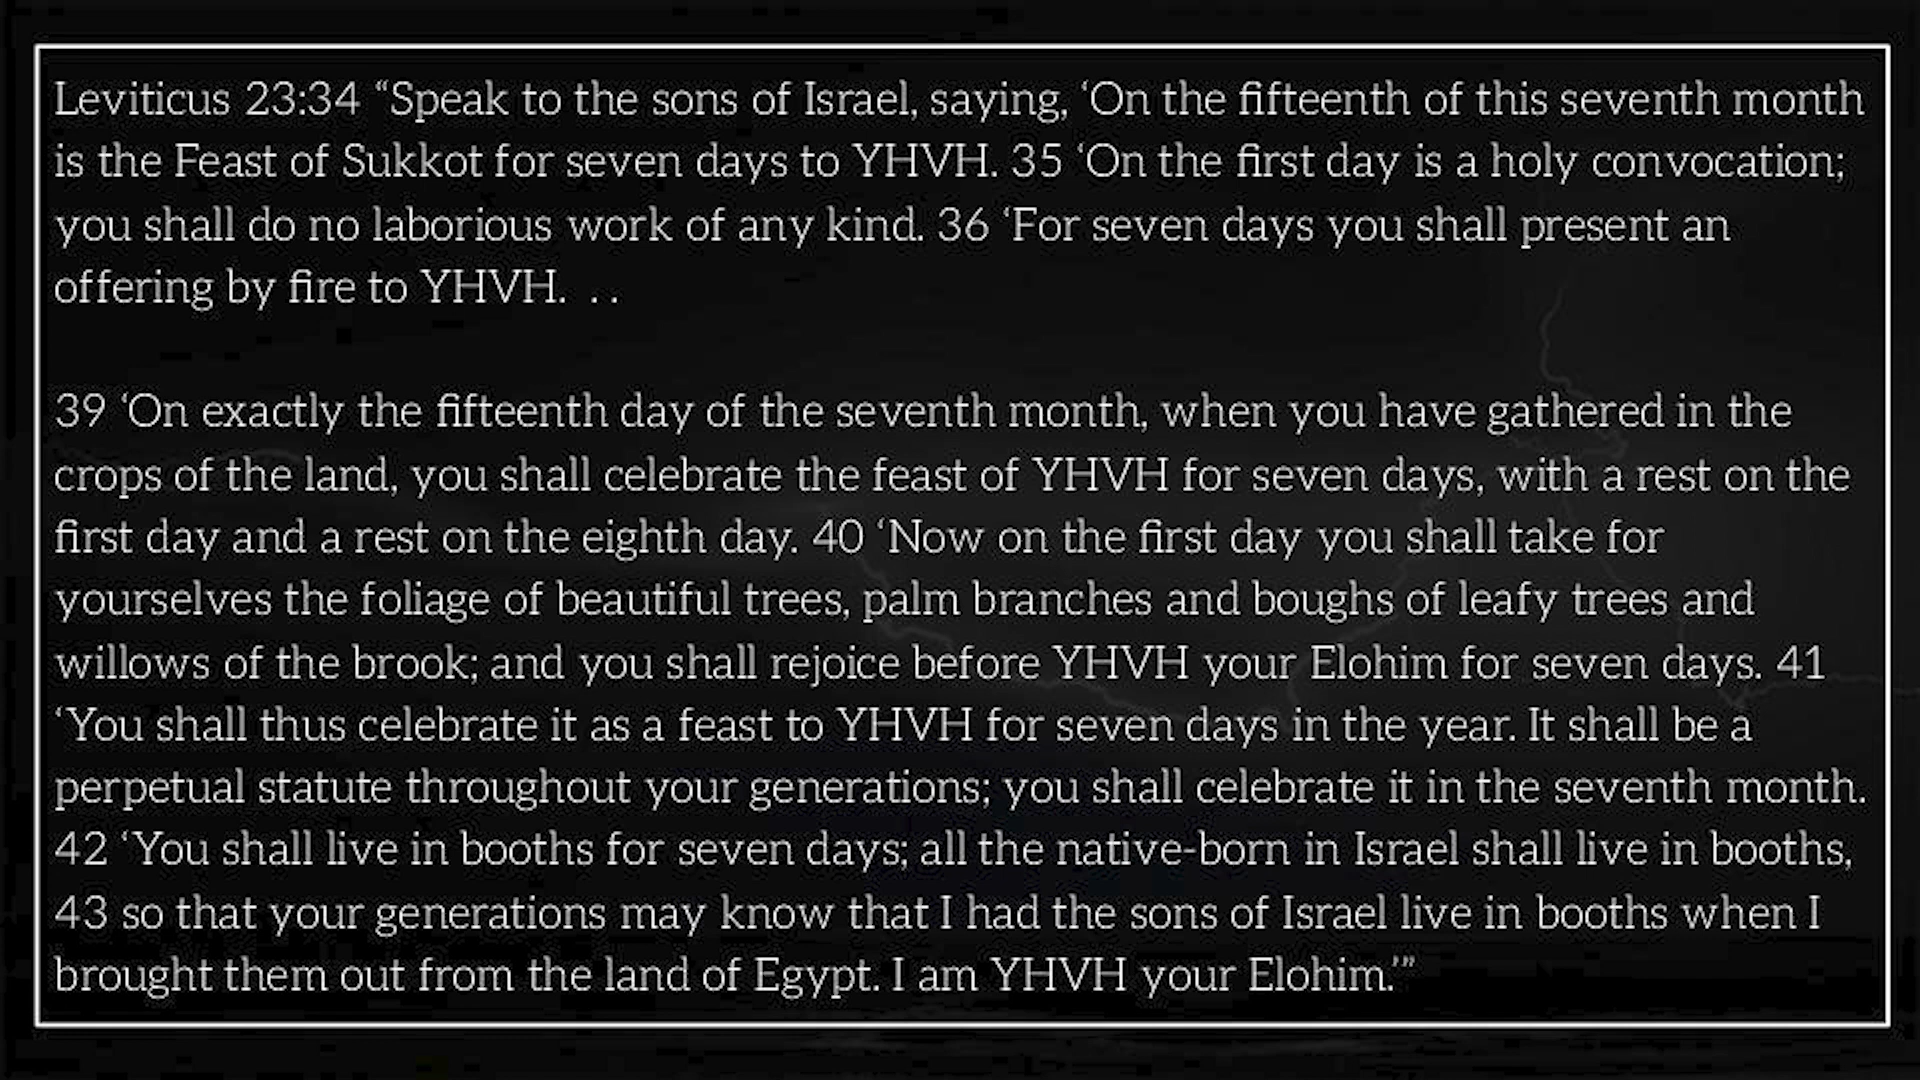 Leviticus 23:34 “Speak to the sons of Israel, saying, ‘On the fifteenth of this seventh month
is the Feast of Sukkot for seven days to YHVH. 35 ‘On the first day is a holy convocation;
you shall do no laborious work of any kind. 36 ‘For seven days you shall present an
offering by fire to YHVH.  . .
39 ‘On exactly the fifteenth day of the seventh month, when you have gathered in the
crops of the land, you shall celebrate the feast of YHVH for seven days, with a rest on the
first day and a rest on the eighth day. 40 ‘Now on the first day you shall take for
yourselves the foliage of beautiful trees, palm branches and boughs of leafy trees and
willows of the brook; and you shall rejoice before YHVH your Elohim for seven days. 41
‘You shall thus celebrate it as a feast to YHVH for seven days in the year. It shall be a
perpetual statute throughout your generations; you shall celebrate it in the seventh month.
42 ‘You shall live in booths for seven days; all the native-born in Israel shall live in booths,
43 so that your generations may know that I had the sons of Israel live in booths when I
brought them out from the land of Egypt. I am YHVH your Elohim.’”